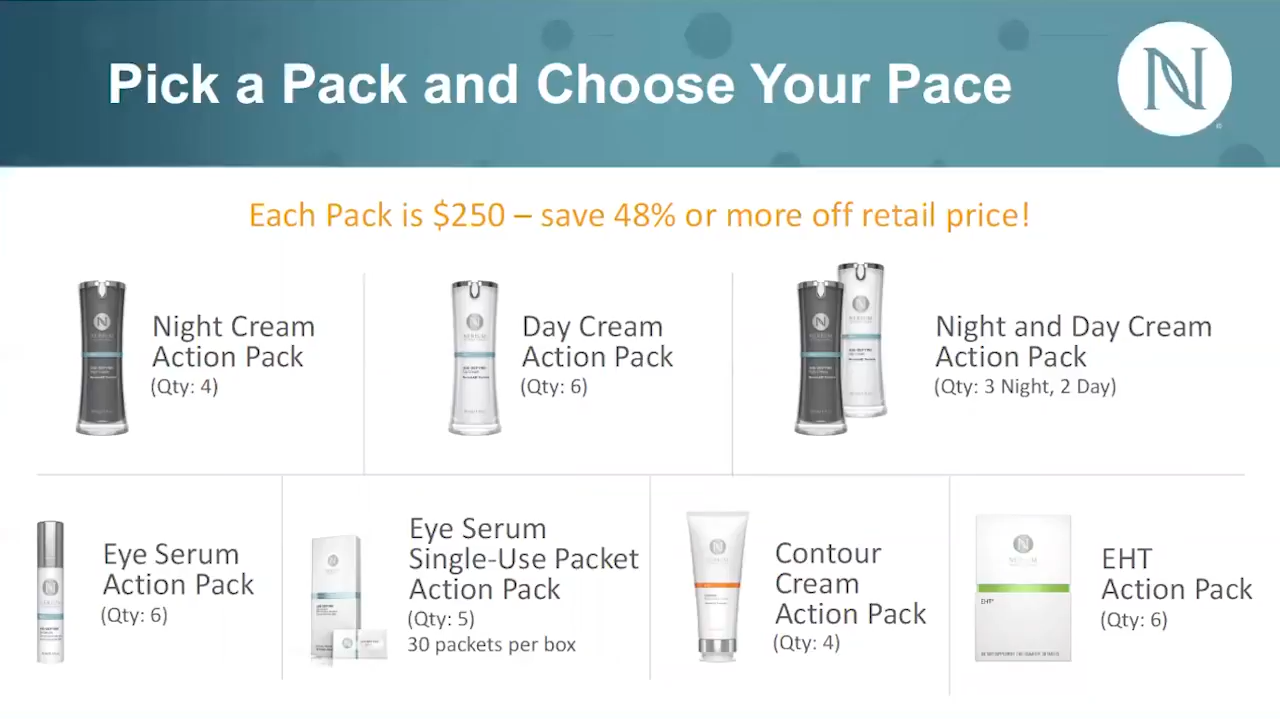 Pick a Pack and Choose Your Pace
N
Each Pack is $250 – save 48% or more off retail price!
Night Cream
Action Pack
(Qty: 4)
Day Cream
Action Pack
(Qty: 6)
Night and Day Cream
Action Pack
(Qty: 3 Night, 2 Day)
Eye Serum
Action Pack
(Qty: 6)
Eye Serum
Single-Use Packet
Action Pack
(Qty: 5)
30 packets per box
Contour
Cream
Action Pack
(Qty: 4)
EHT
EHT
Action Pack
(Qty: 6)